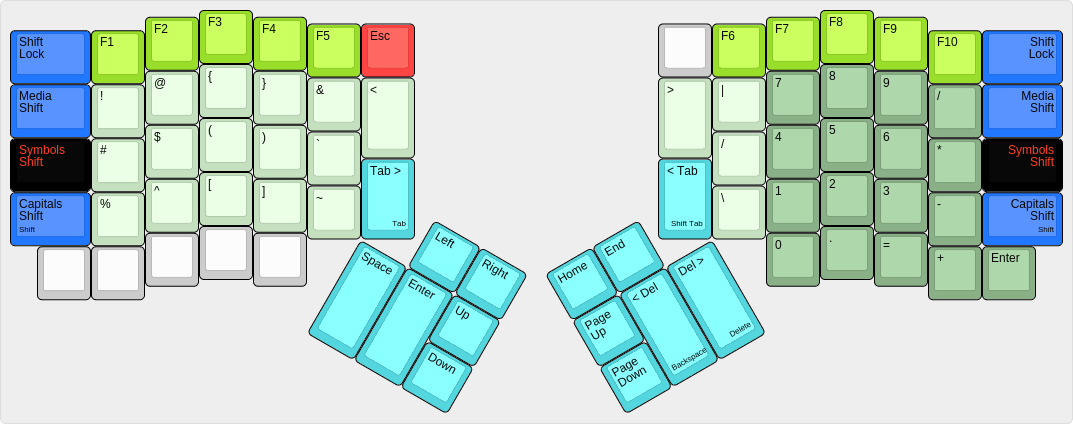 Shift
Lock
F1
F2
F3
F4
F5
Esc
F6
F7
F8
F9
F10
Shift
Lock
Media
Shift
!
@
{
}
&
<
>
|
7
8
9
/
Media
Shift
Symbols
Shift
#
$
(
)
`
/
4
5
6
*
Symbols
Shift
Capitals
Shift
Shift
%
^
[
]
~
Tab >
Tab
< Tab
Shift Tab
\
1
2
3
-
Capitals
Shift
Shift
0
.
=
+
Enter
Space
Enter
Left
Right
Up
Down
Home
End
Page
Up
Page
Down
< Del
Backspace
Del >
Delete